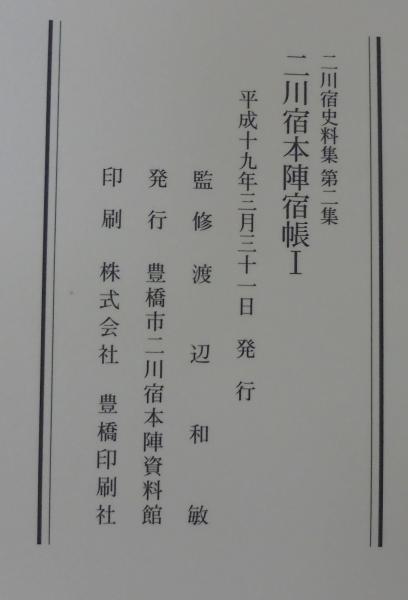 二川宿史料集 第二集
二川宿本陣宿帳Ⅰ
平成十九年三月三十一日 発行
監修 渡辺和敏
発行 豊橋市二川宿本陣資料館
印刷 株式会社 豊橋印刷社